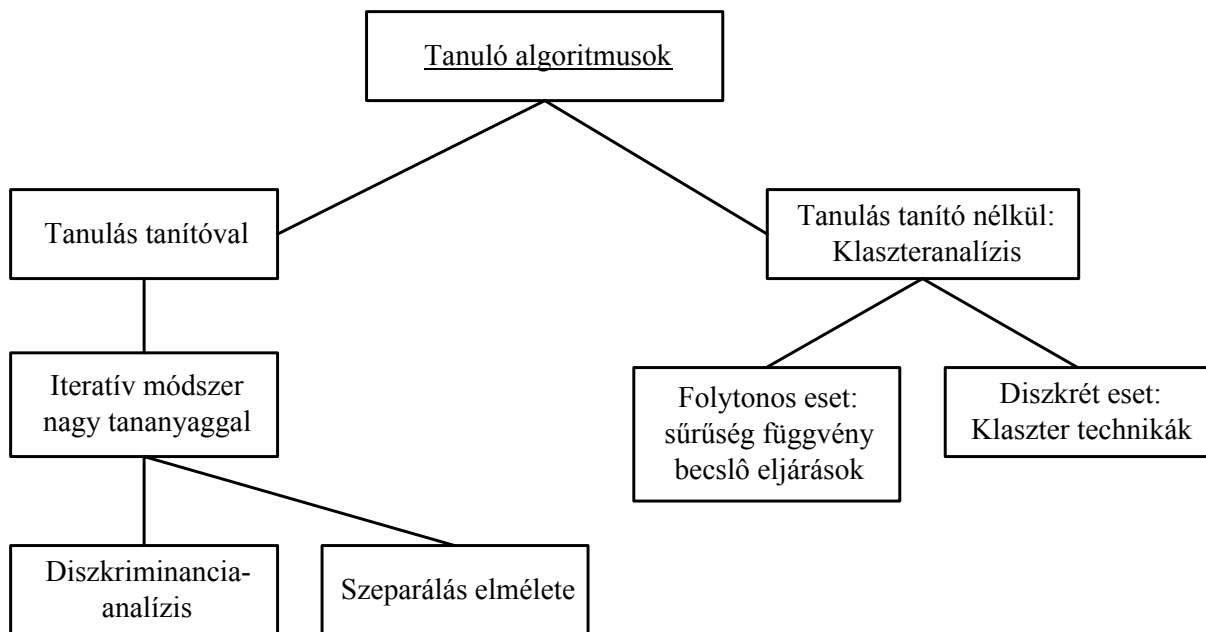 Tanuló algoritmusok
Tanulás tanítóval
Tanulás tanító nélkül:
Klaszteranalízis
Iteratív módszer
nagy tananyaggal
Folytonos eset:
sűrűség függvény
becslô eljárások
Diszkrét eset:
Klaszter technikák
Diszkriminancia-
analízis
Szeparálás elmélete